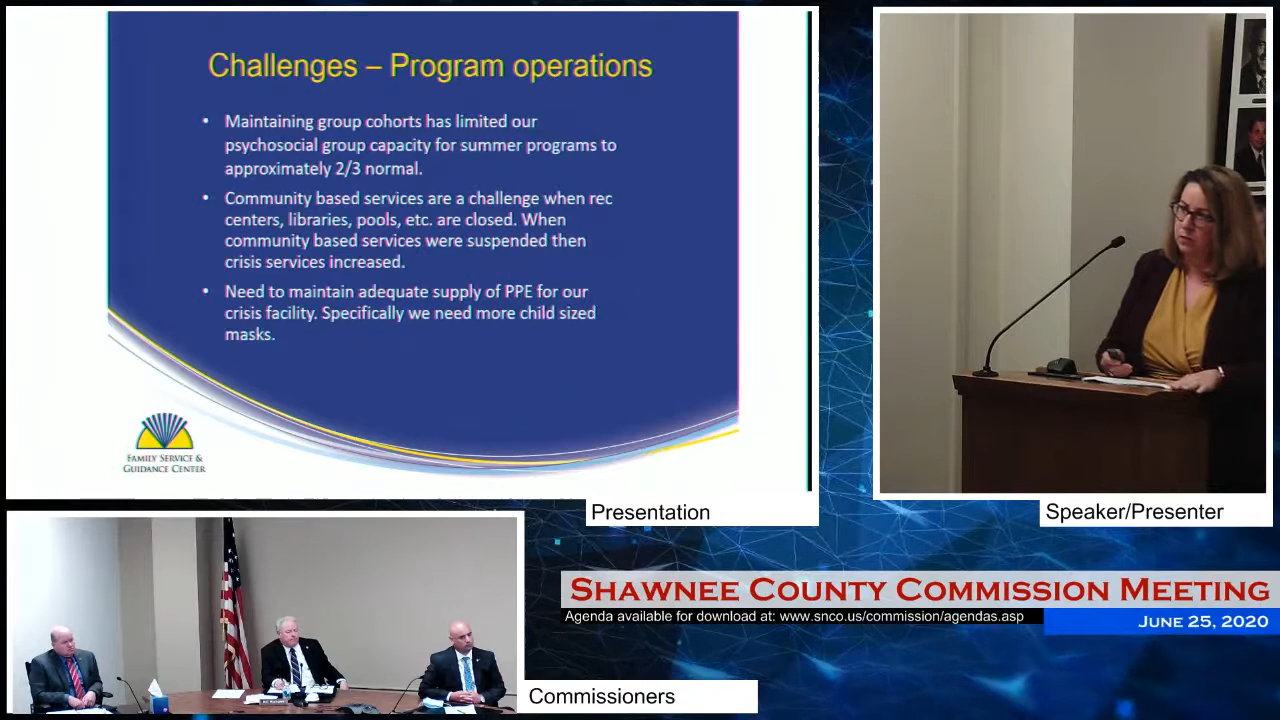 Challenges – Program operations
• Maintaining group cohorts has limited our
psychosocial group capacity for summer programs to
approximately 2/3 normal.
• Community based services are a challenge when rec
centers, libraries, pools, etc. are closed. When
community based services were suspended then
crisis services increased.
• Need to maintain adequate supply of PPE for our
crisis facility. Specifically we need more child sized
masks.
FAMILY SERVICE &
GUIDANCE CENTER
Presentation
Speaker/Presenter
SHAWNEE COUNTY COMMISSION MEETING
Agenda available for download at: www.snco.us/commission/agendas.asp
JUNE 25, 2020
Commissioners